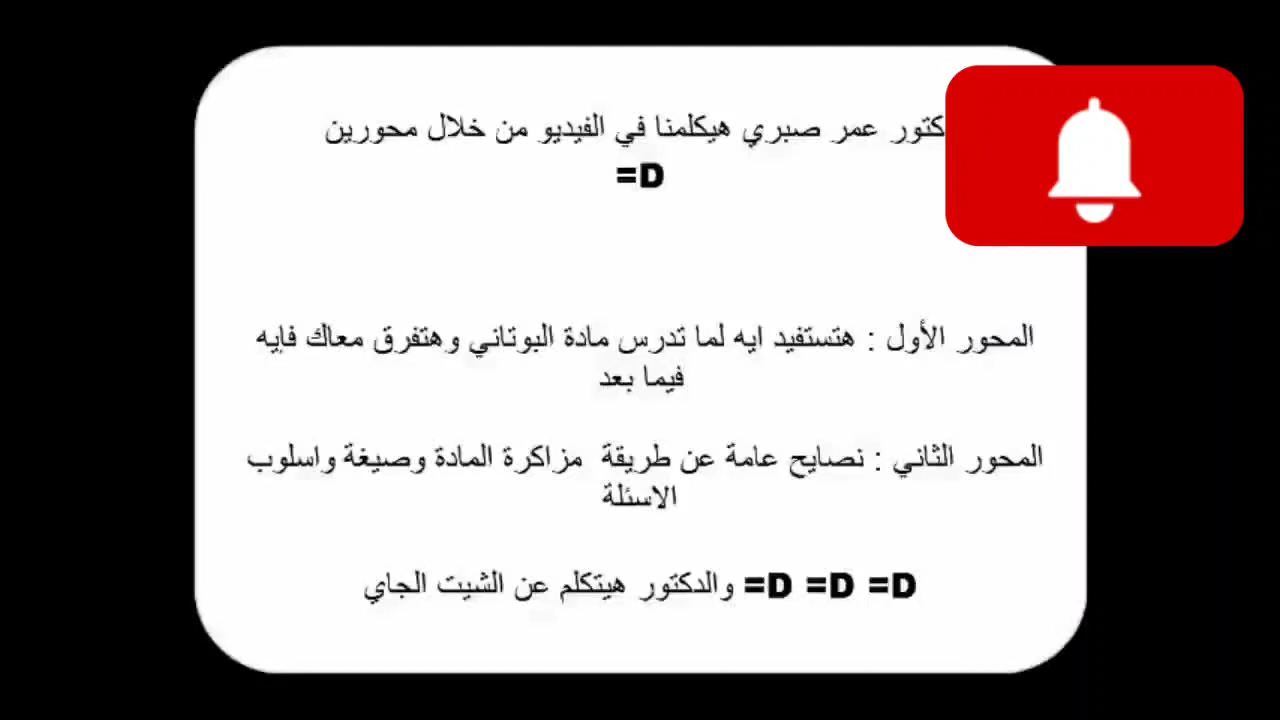 كتور عمر صبري هيكلمنا في الفيديو من خلال محورين
=D
المحور الأول : هتستفيد ايه لما تدرس مادة البوتاني وهتفرق معاك فايه
فيما بعد
المحور الثاني : نصايح عامة عن طريقة مزاكرة المادة وصيغة واسلوب
الاسئلة
=D =D =D والدكتور هيتكلم عن الشيت الجاي